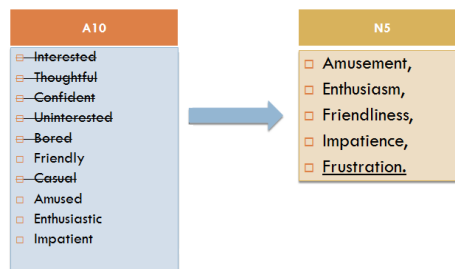 A10
Interested
Thoughtful
Confident
Uninterested
Bored
Friendly
Casual
Amused
Enthusiastic
Impatient
N5
Amusement,
Enthusiasm,
Friendliness,
Impatience,
Frustration.